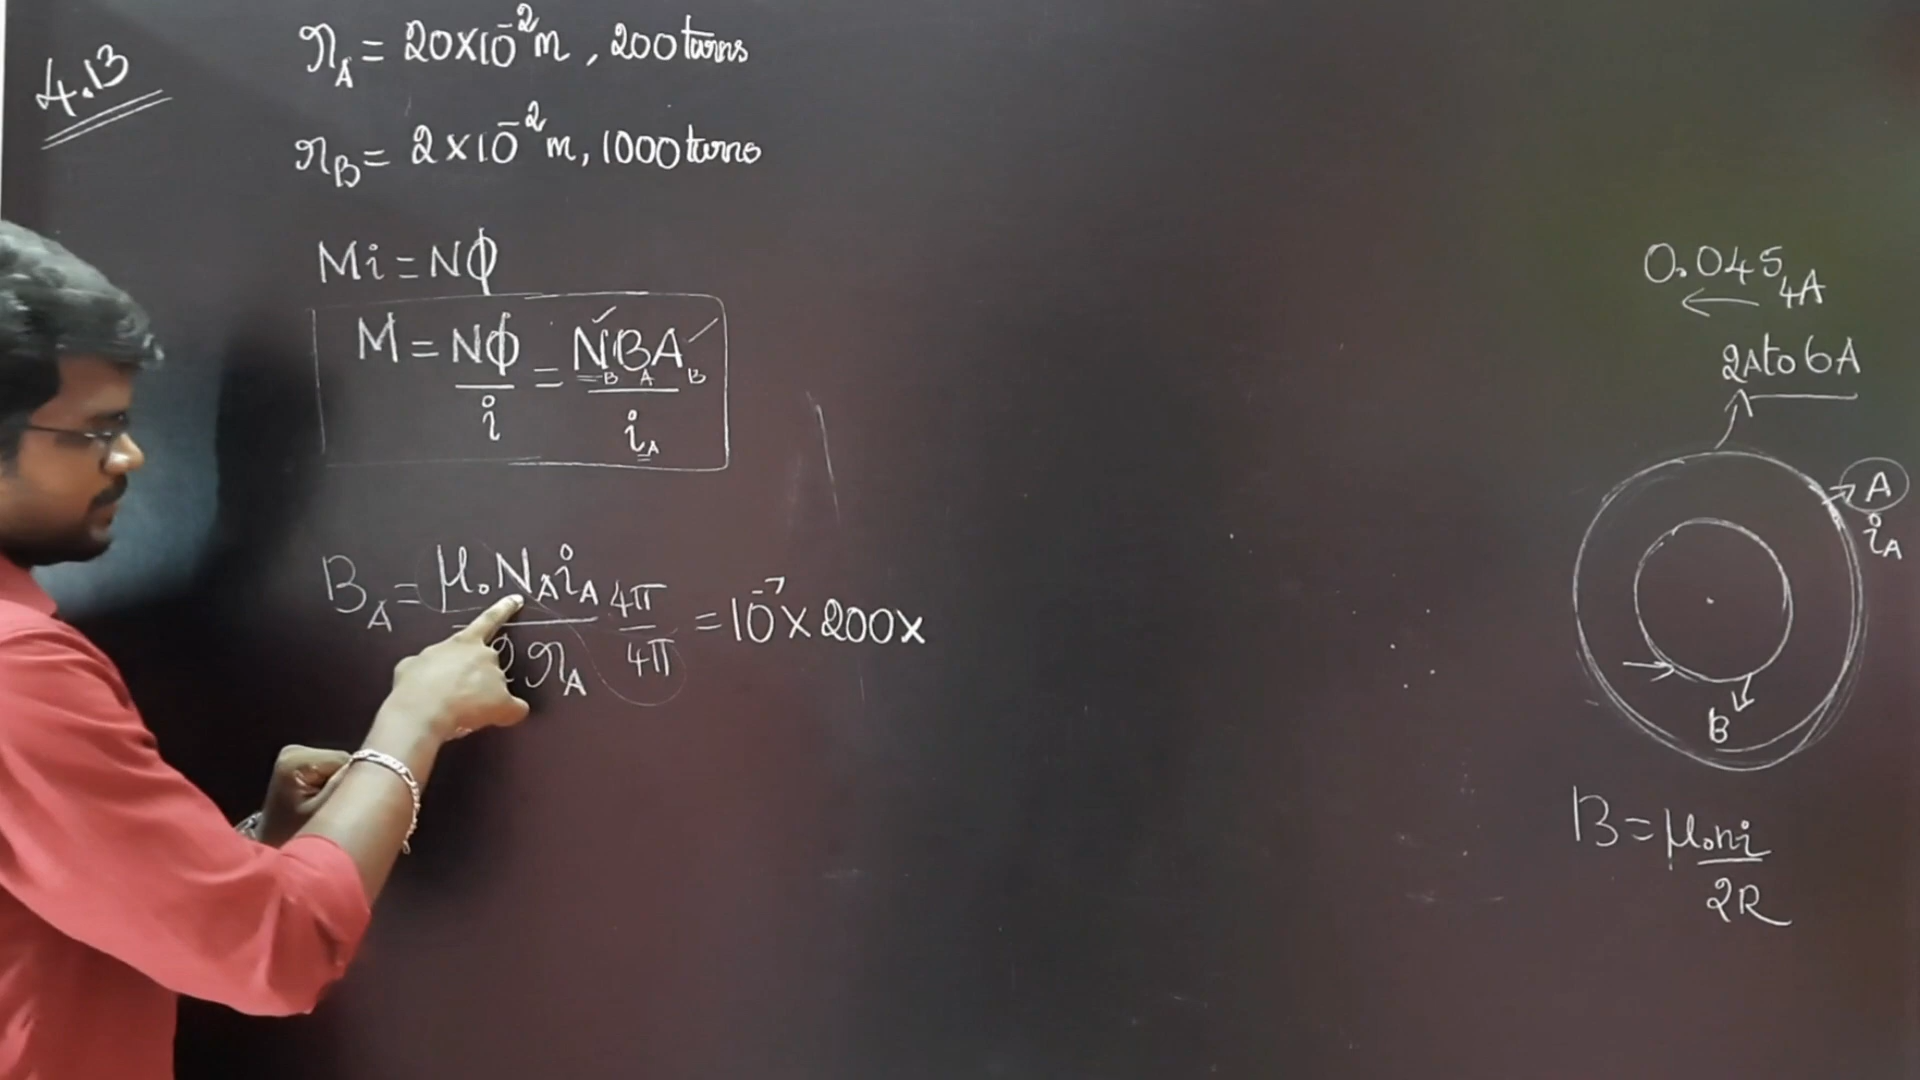 4.13
r_A = 20×10⁻² m, 200 turns
r_B = 2×10⁻² m, 1000 turns
Mi = Nϕ
M = Nϕ/i = N_B B_A A_B/i_A
B_A = μ₀N_A i_A/2r_A 4π/4π = 10⁻⁷ × 200 ×
0.04s
4A
2A to 6A
A
i_A
B
B = μ₀ni/2R